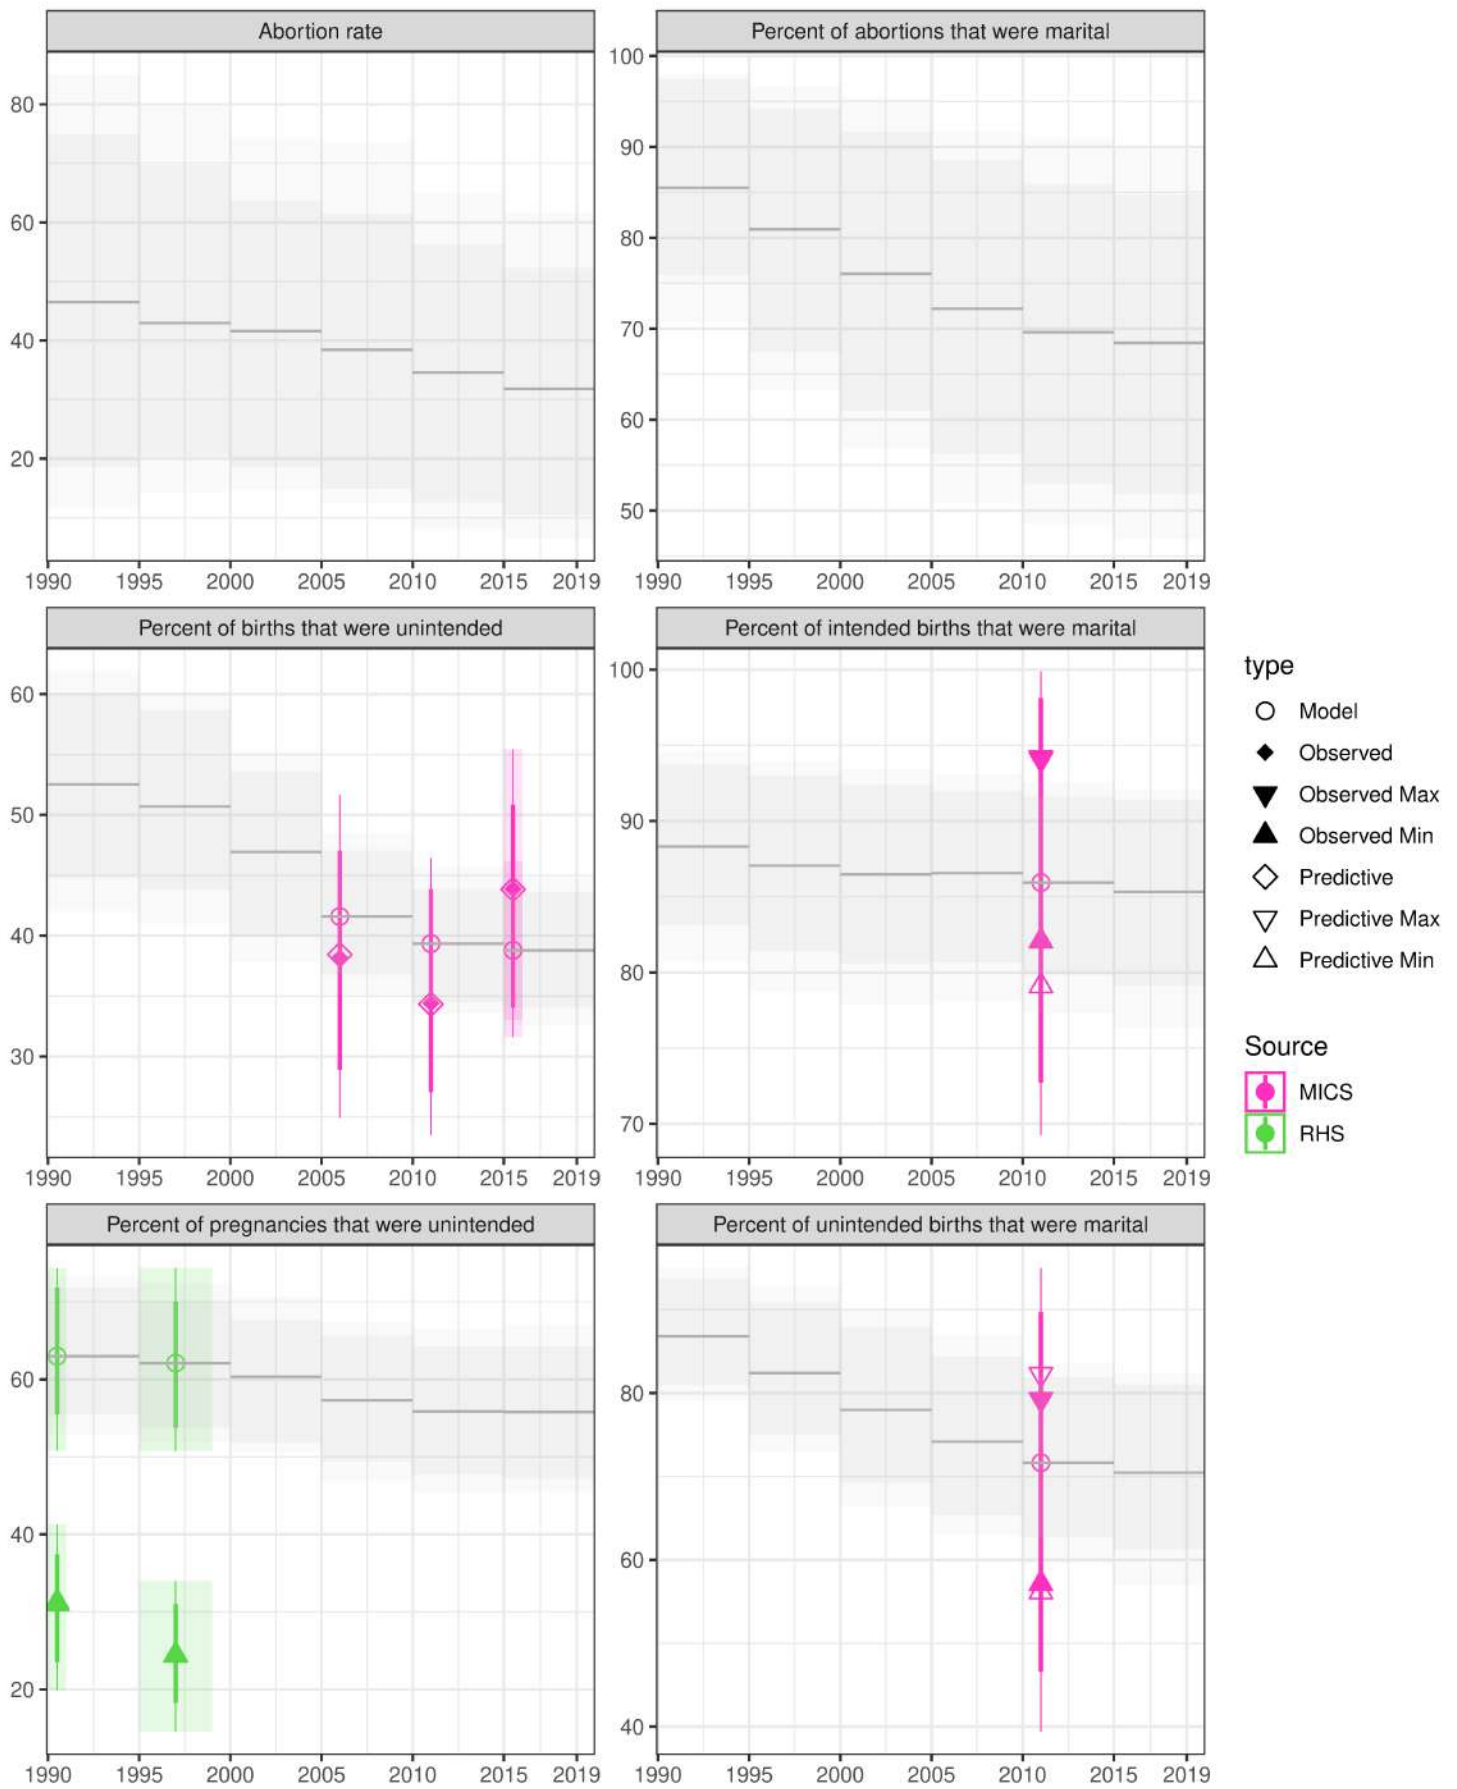 Abortion rate
80
60
40
20
1990 1995 2000 2005 2010 2015 2019
Percent of abortions that were marital
100
90
80
70
60
50
1990 1995 2000 2005 2010 2015 2019
Percent of births that were unintended
60
50
40
30
1990 1995 2000 2005 2010 2015 2019
Percent of intended births that were marital
100
90
80
70
1990 1995 2000 2005 2010 2015 2019
Percent of pregnancies that were unintended
60
40
20
1990 1995 2000 2005 2010 2015 2019
Percent of unintended births that were marital
80
60
40
1990 1995 2000 2005 2010 2015 2019
type
Model
Observed
Observed Max
Observed Min
Predictive
Predictive Max
Predictive Min
Source
MICS
RHS